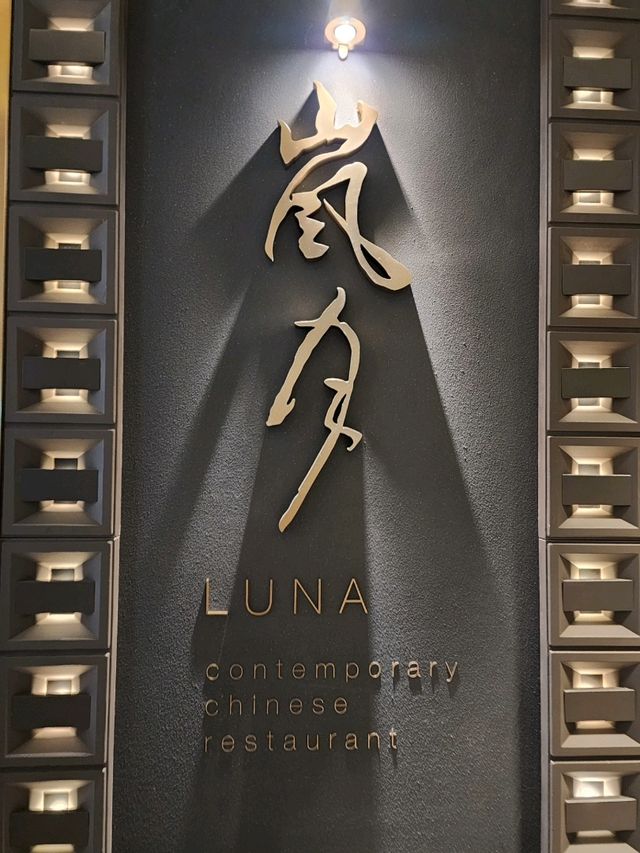 嵐月
LUNA
contemporary
chinese
restaurant